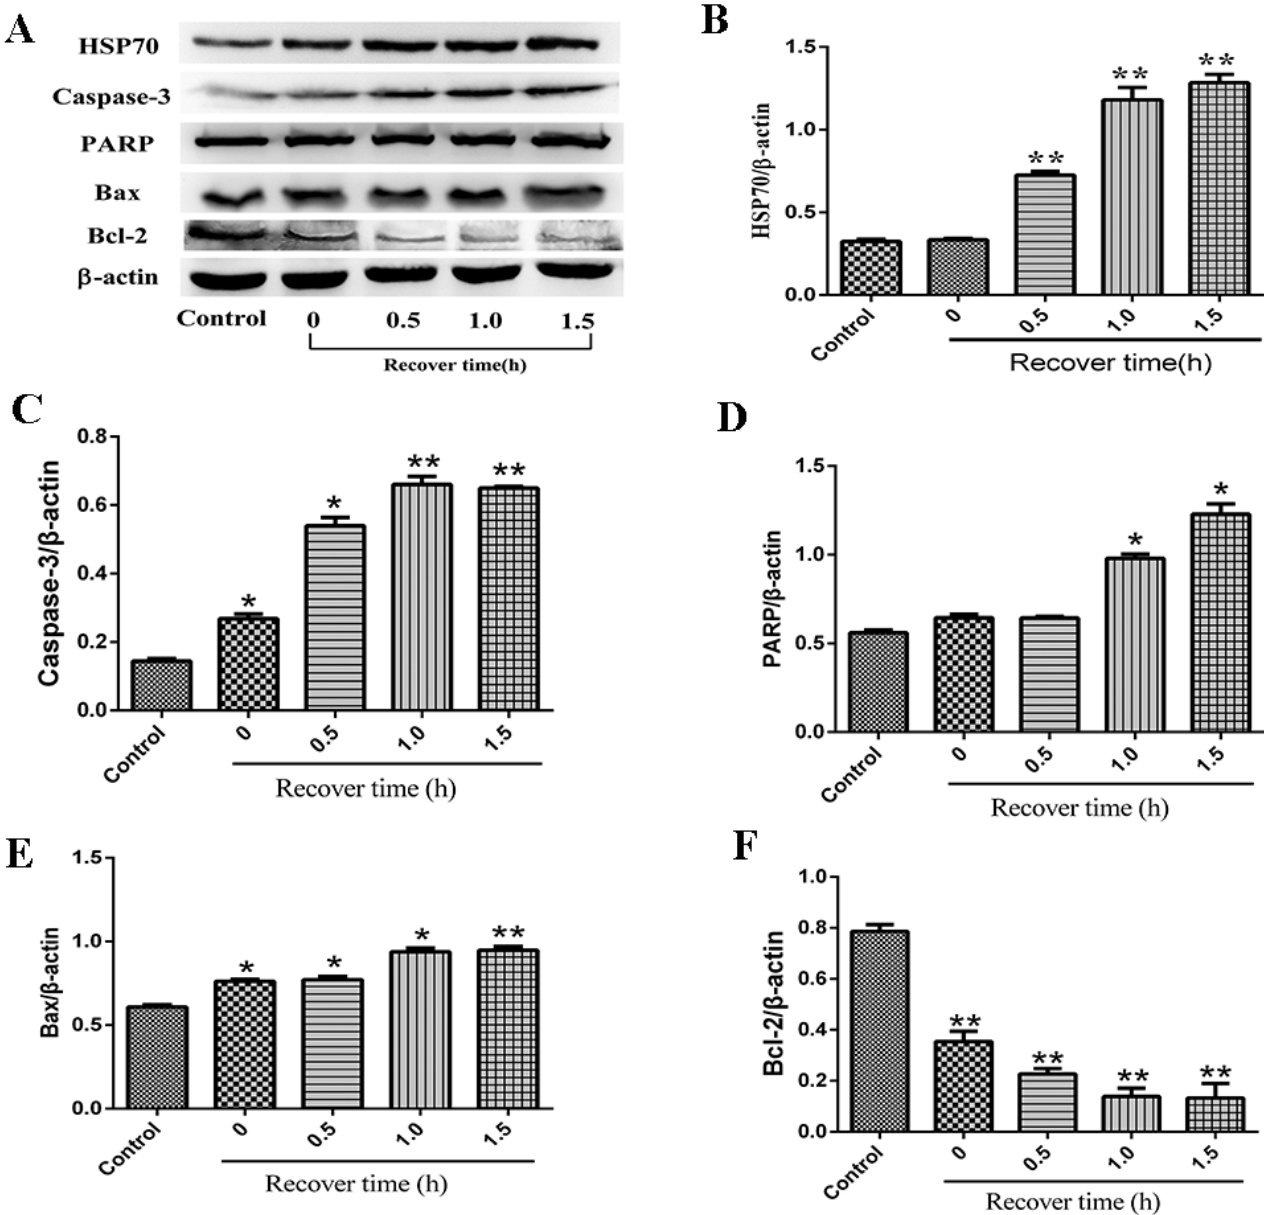 A
HSP70
Caspase-3
PARP
Bax
Bcl-2
β-actin
Control 0 0.5 1.0 1.5
Recover time(h)
B
HSP70/β-actin
1.5
1.0
0.5
0.0
** ** **
Control 0 0.5 1.0 1.5
Recover time(h)
C
Caspase-3/β-actin
0.8
0.6
0.4
0.2
0.0
* * ** **
Control 0 0.5 1.0 1.5
Recover time (h)
D
PARP/β-actin
1.5
1.0
0.5
0.0
* *
Control 0 0.5 1.0 1.5
Recover time (h)
E
Bax/β-actin
1.5
1.0
0.5
0.0
* * * **
Control 0 0.5 1.0 1.5
Recover time (h)
F
Bcl-2/β-actin
1.0
0.8
0.6
0.4
0.2
0.0
** ** ** **
Control 0 0.5 1.0 1.5
Recover time (h)